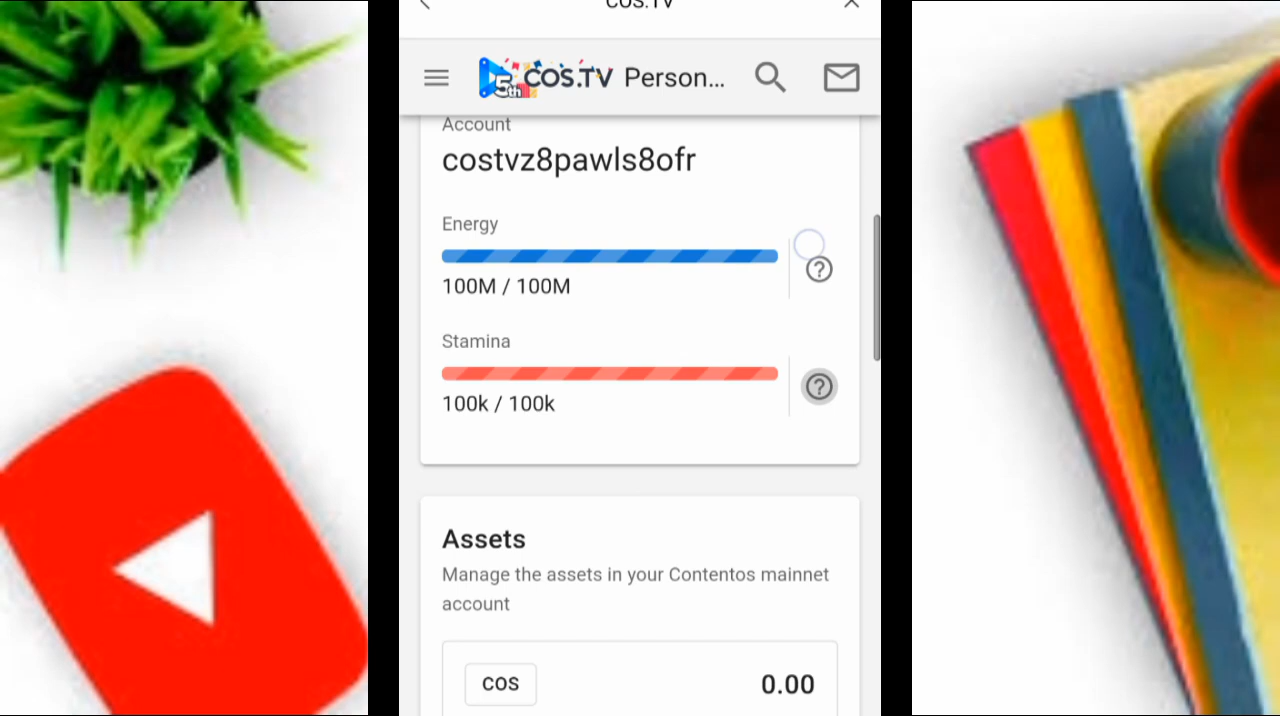 COS.TV
5th COS.TV Person...
Account
costvz8pawls8ofr
Energy
100M / 100M
Stamina
100k / 100k
Assets
Manage the assets in your Contentos mainnet
account
COS 0.00